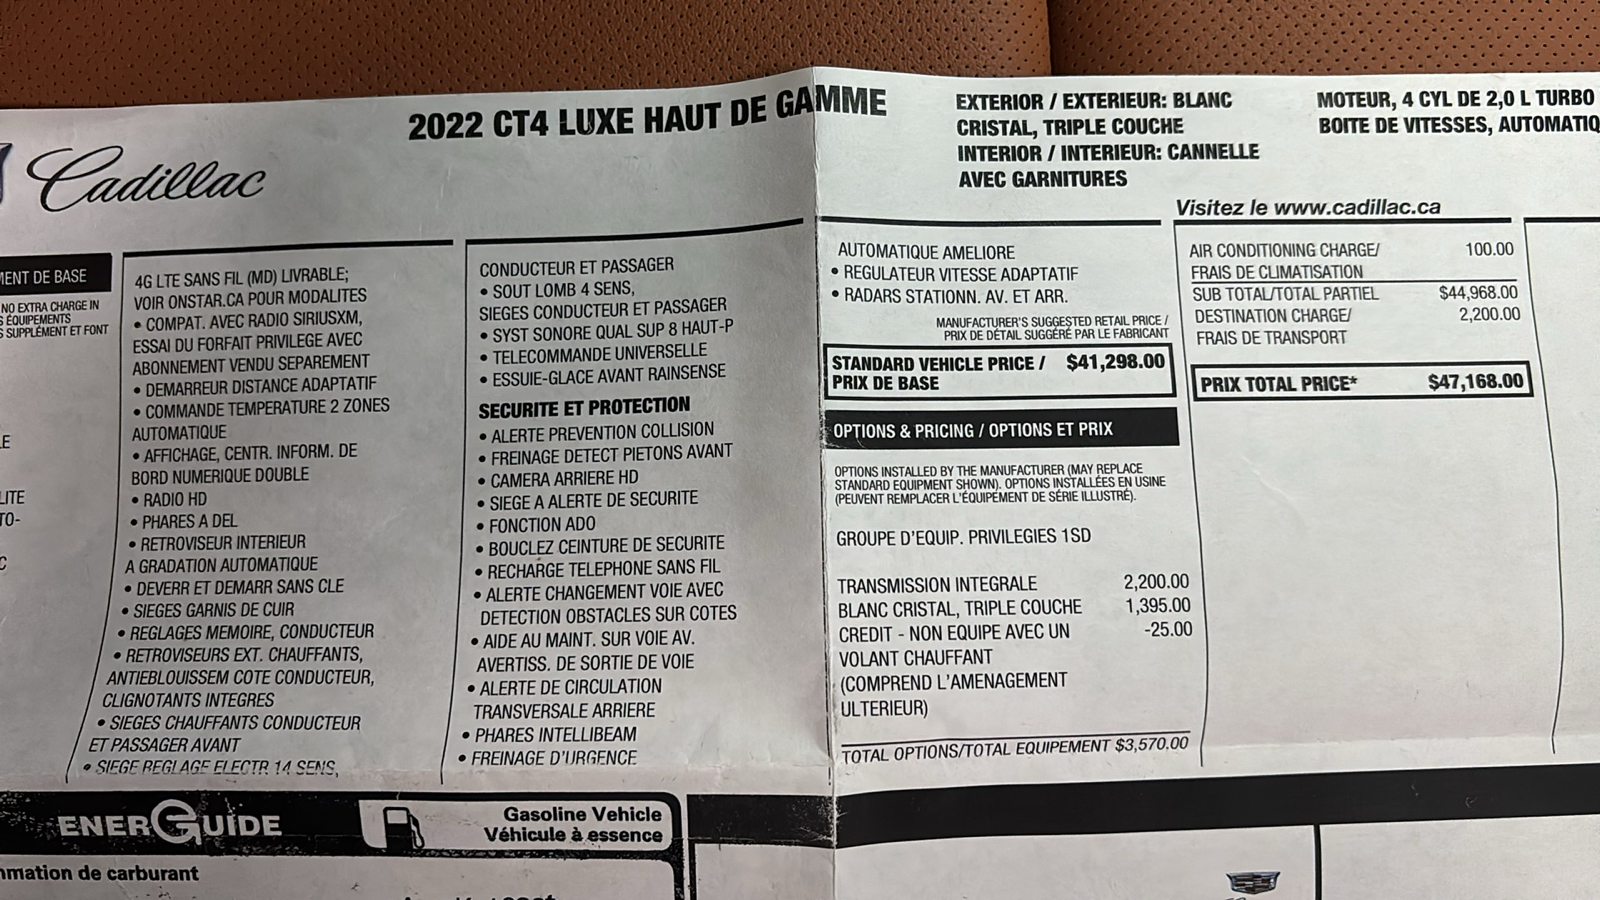 2022 CT4 LUXE HAUT DE GAMME
EXTERIOR / EXTERIEUR: BLANC
CRISTAL, TRIPLE COUCHE
INTERIOR / INTERIEUR: CANNELLE
AVEC GARNITURES
MOTEUR, 4 CYL DE 2,0 L TURBO
BOITE DE VITESSES, AUTOMATIQ
Cadillac
Visitez le www.cadillac.ca
MENT DE BASE
NO EXTRA CHARGE IN
ÉQUIPEMENTS
SUPPLÉMENT ET FONT
4G LTE SANS FIL (MD) LIVRABLE;
VOIR ONSTAR.CA POUR MODALITES
• COMPAT. AVEC RADIO SIRIUSXM,
ESSAI DU FORFAIT PRIVILEGE AVEC
ABONNEMENT VENDU SEPAREMENT
• DEMARREUR DISTANCE ADAPTATIF
• COMMANDE TEMPERATURE 2 ZONES
AUTOMATIQUE
• AFFICHAGE, CENTR. INFORM. DE
BORD NUMERIQUE DOUBLE
• RADIO HD
• PHARES A DEL
• RETROVISEUR INTERIEUR
A GRADATION AUTOMATIQUE
• DEVERR ET DEMARR SANS CLE
• SIEGES GARNIS DE CUIR
• REGLAGES MEMOIRE, CONDUCTEUR
• RETROVISEURS EXT. CHAUFFANTS,
ANTIEBLOUISSEM COTE CONDUCTEUR,
CLIGNOTANTS INTEGRES
• SIEGES CHAUFFANTS CONDUCTEUR
ET PASSAGER AVANT
• SIEGE REGLAGE ELECTR 14 SENS,
CONDUCTEUR ET PASSAGER
• SOUT LOMB 4 SENS,
SIEGES CONDUCTEUR ET PASSAGER
• SYST SONORE QUAL SUP 8 HAUT-P
• TELECOMMANDE UNIVERSELLE
• ESSUIE-GLACE AVANT RAINSENSE
SECURITE ET PROTECTION
• ALERTE PREVENTION COLLISION
• FREINAGE DETECT PIETONS AVANT
• CAMERA ARRIERE HD
• SIEGE A ALERTE DE SECURITE
• FONCTION ADO
• BOUCLEZ CEINTURE DE SECURITE
• RECHARGE TELEPHONE SANS FIL
• ALERTE CHANGEMENT VOIE AVEC
DETECTION OBSTACLES SUR COTES
• AIDE AU MAINT. SUR VOIE AV.
AVERTISS. DE SORTIE DE VOIE
• ALERTE DE CIRCULATION
TRANSVERSALE ARRIERE
• PHARES INTELLIBEAM
• FREINAGE D'URGENCE
AUTOMATIQUE AMELIORE
• REGULATEUR VITESSE ADAPTATIF
• RADARS STATIONN. AV. ET ARR.
MANUFACTURER'S SUGGESTED RETAIL PRICE /
PRIX DE DÉTAIL SUGGÉRÉ PAR LE FABRICANT
STANDARD VEHICLE PRICE / $41,298.00
PRIX DE BASE
OPTIONS & PRICING / OPTIONS ET PRIX
OPTIONS INSTALLED BY THE MANUFACTURER (MAY REPLACE
STANDARD EQUIPMENT SHOWN). OPTIONS INSTALLÉES EN USINE
(PEUVENT REMPLACER L'ÉQUIPEMENT DE SÉRIE ILLUSTRÉ).
GROUPE D'EQUIP. PRIVILEGIES 1SD
TRANSMISSION INTEGRALE 2,200.00
BLANC CRISTAL, TRIPLE COUCHE 1,395.00
CREDIT - NON EQUIPE AVEC UN -25.00
VOLANT CHAUFFANT
(COMPREND L'AMENAGEMENT
ULTERIEUR)
TOTAL OPTIONS/TOTAL EQUIPEMENT $3,570.00
AIR CONDITIONING CHARGE/ 100.00
FRAIS DE CLIMATISATION
SUB TOTAL/TOTAL PARTIEL $44,968.00
DESTINATION CHARGE/ 2,200.00
FRAIS DE TRANSPORT
PRIX TOTAL PRICE* $47,168.00
ENERGUIDE
Gasoline Vehicle
Véhicule à essence
mmation de carburant